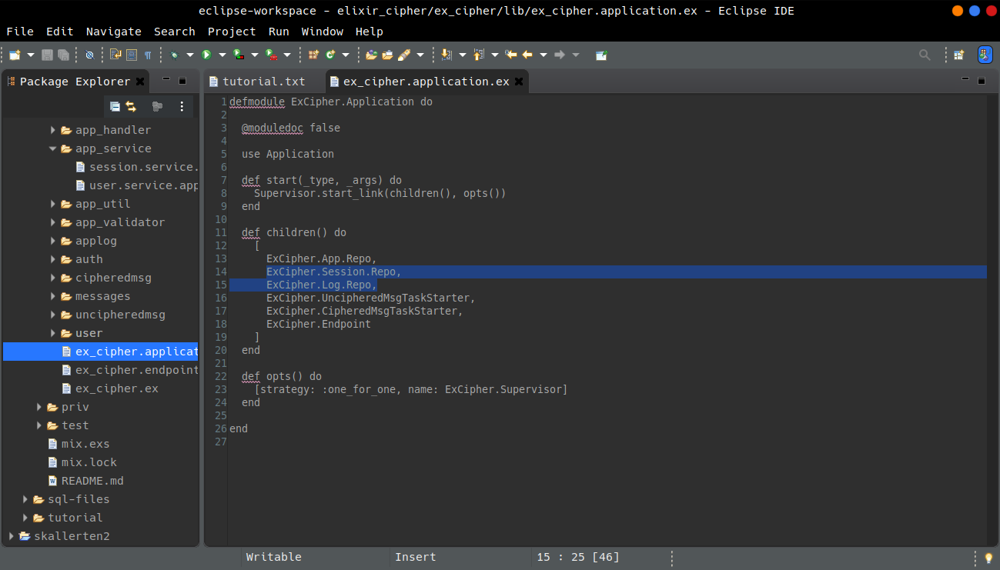 eclipse-workspace - elixir_cipher/ex_cipher/lib/ex_cipher.application.ex - Eclipse IDE
File Edit Navigate Search Project Run Window Help
Package Explorer
tutorial.txt
ex_cipher.application.ex
app_handler
app_service
session.service.
user.service.app
app_util
app_validator
applog
auth
cipheredmsg
messages
uncipheredmsg
user
ex_cipher.applicat
ex_cipher.endpoint
ex_cipher.ex
priv
test
mix.exs
mix.lock
README.md
sql-files
tutorial
skallerten2
1 defmodule ExCipher.Application do
2
3   @moduledoc false
4
5   use Application
6
7   def start(_type, _args) do
8     Supervisor.start_link(children(), opts())
9   end
10
11   def children() do
12     [
13       ExCipher.App.Repo,
14       ExCipher.Session.Repo,
15       ExCipher.Log.Repo,
16       ExCipher.UncipheredMsgTaskStarter,
17       ExCipher.CipheredMsgTaskStarter,
18       ExCipher.Endpoint
19     ]
20   end
21
22   def opts() do
23     [strategy: :one_for_one, name: ExCipher.Supervisor]
24   end
25
26 end
27
Writable Insert 15 : 25 [46]